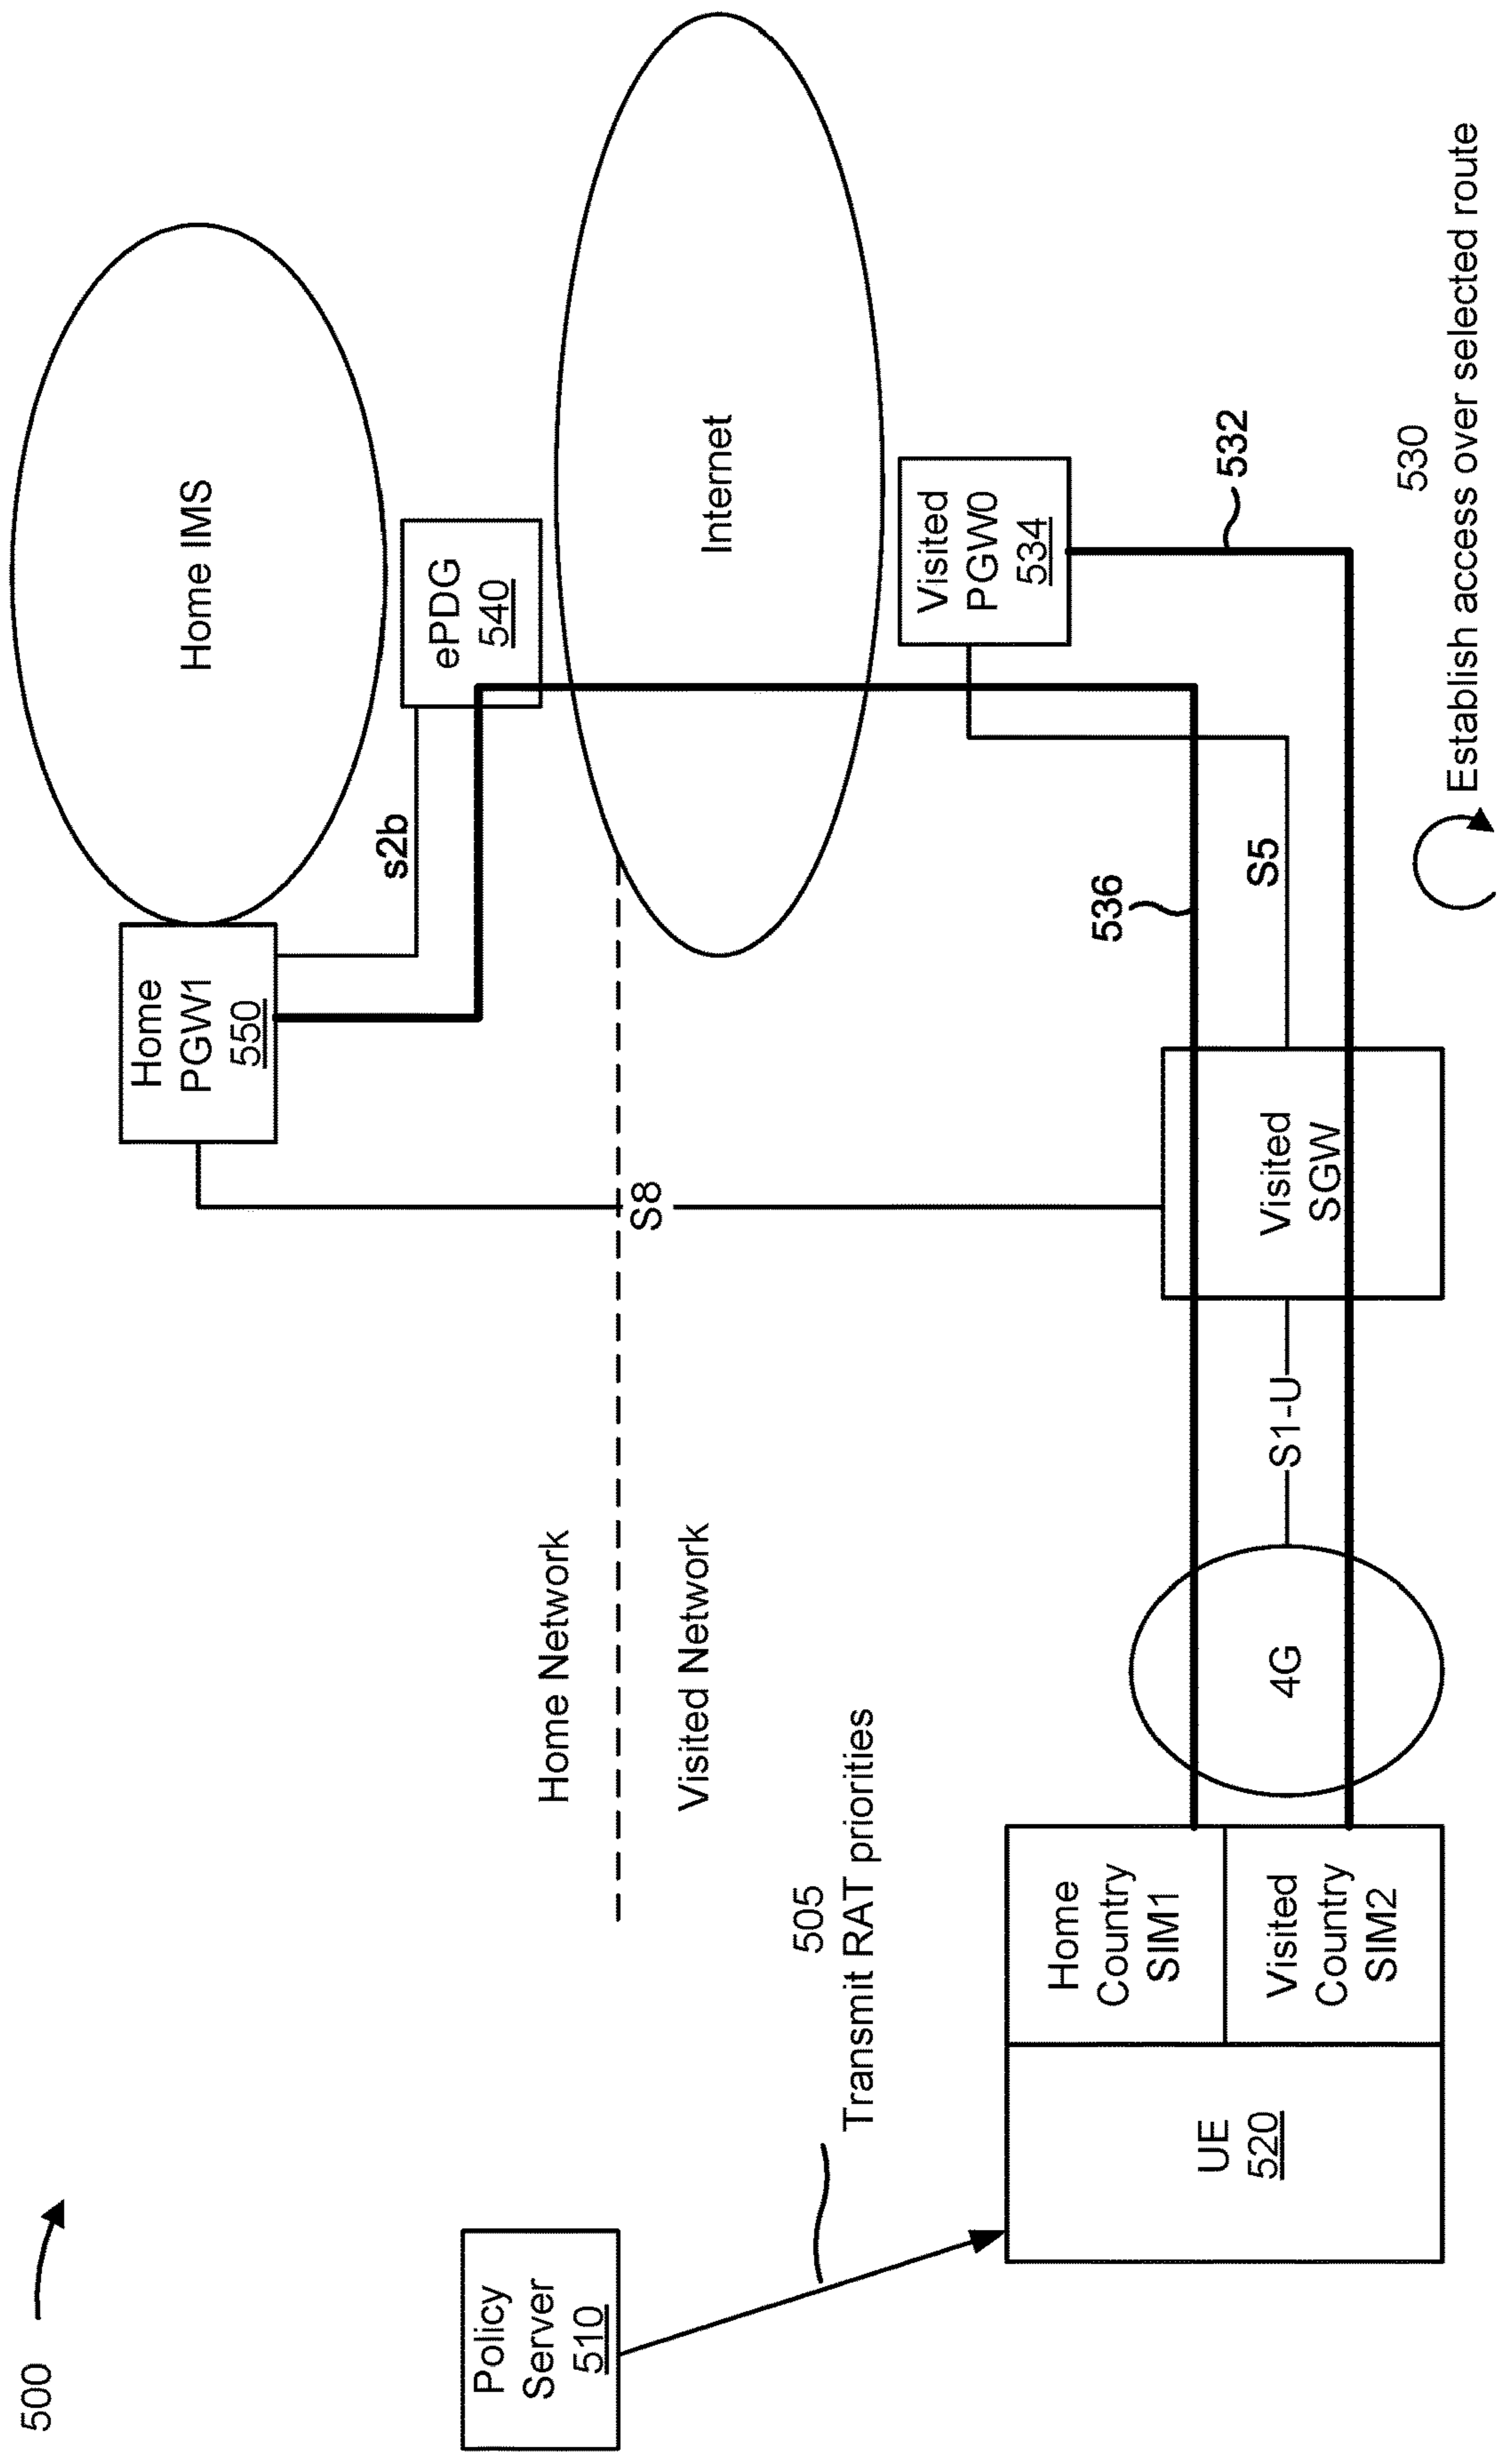 500
Policy
Server
510
505
Transmit RAT priorities
Home Network
Visited Network
UE
520
Home
Country
SIM1
Visited
Country
SIM2
4G
S1-U
Visited
SGW
S8
Home
PGW1
550
s2b
Home IMS
ePDG
540
Internet
536
S5
Visited
PGW0
534
532
530
Establish access over selected route